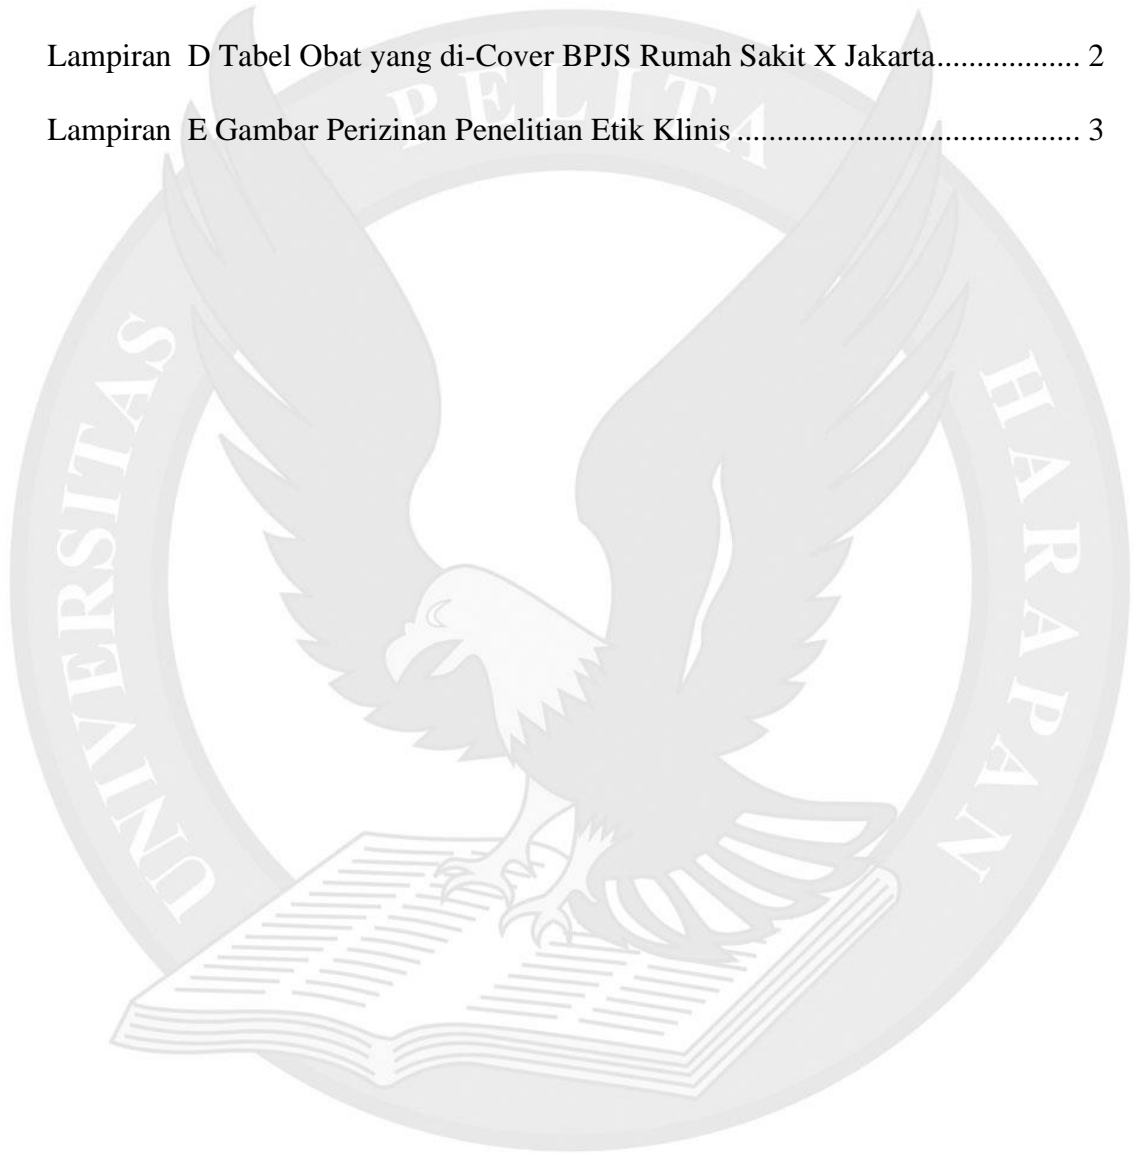 Lampiran D Tabel Obat yang di-Cover BPJS Rumah Sakit X Jakarta.................. 2
Lampiran E Gambar Perizinan Penelitian Etik Klinis .......................................... 3
UNIVERSITAS PELITA HARAPAN